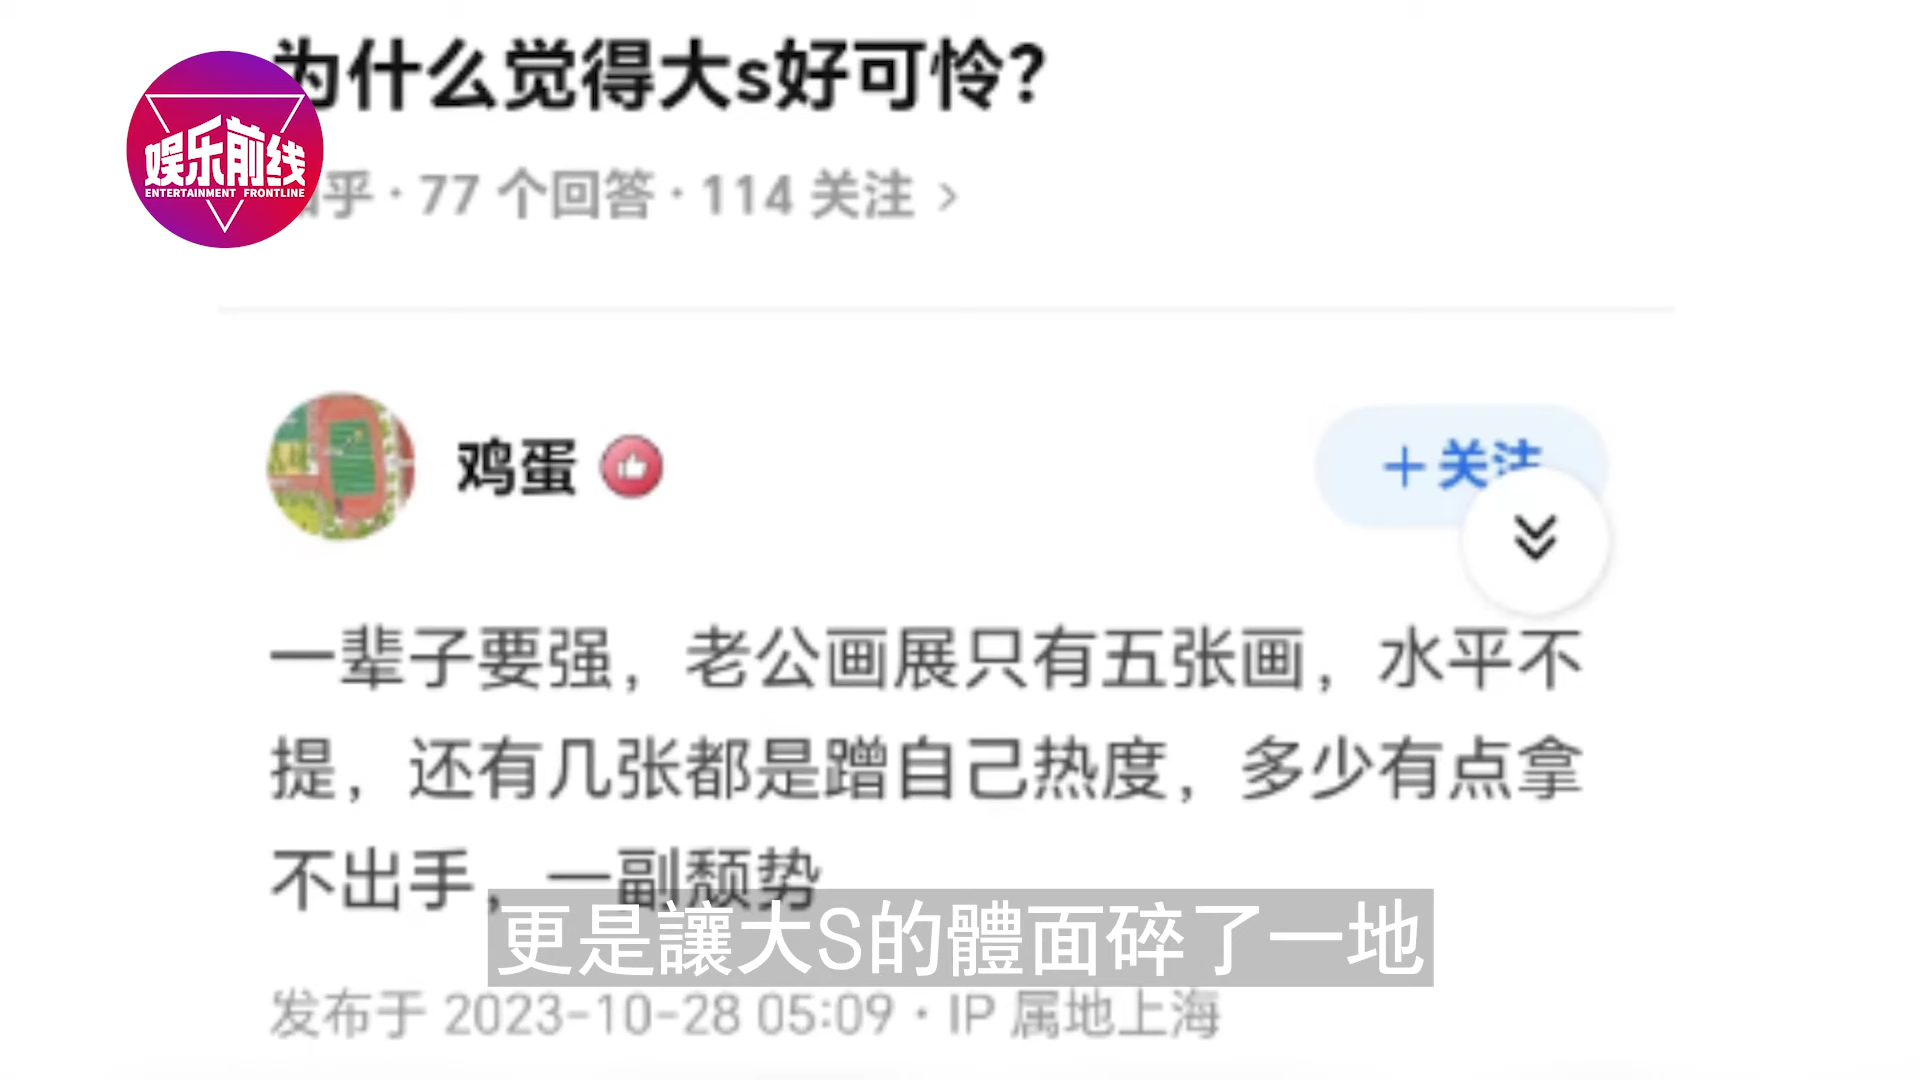 为什么觉得大s好可怜?
娱乐前线
ENTERTAINMENT FRONTLINE
乎 · 77 个回答 · 114 关注 >
鸡蛋
+关注
一辈子要强，老公画展只有五张画，水平不
提，还有几张都是蹭自己热度，多少有点拿
不出手，一副颓势
更是讓大S的體面碎了一地
发布于 2023-10-28 05:09 · IP 属地上海